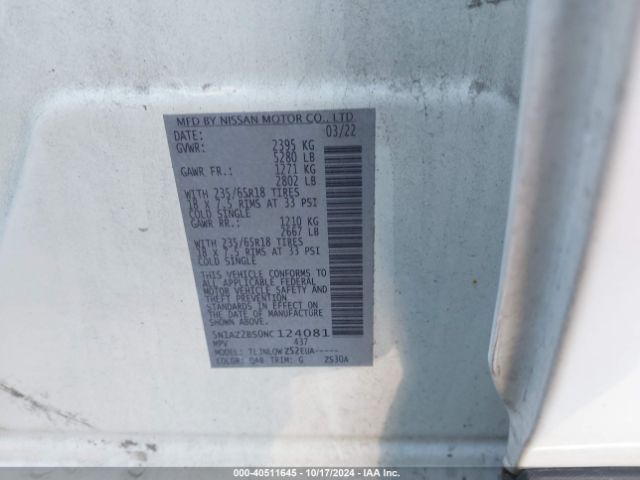 MFD BY NISSAN MOTOR CO., LTD.
DATE: 03/22
GVWR: 2395 KG
5280 LB
GAWR FR.: 1271 KG
2802 LB
WITH 235/65R18 TIRES
18 x 7.5 RIMS AT 33 PSI
COLD SINGLE
GAWR RR.: 1210 KG
2667 LB
WITH 235/65R18 TIRES
18 x 7.5 RIMS AT 33 PSI
COLD SINGLE
THIS VEHICLE CONFORMS TO
ALL APPLICABLE FEDERAL
MOTOR VEHICLE SAFETY AND
THEFT PREVENTION
STANDARDS IN EFFECT ON
THE DATE OF MANUFACTURE
SHOWN ABOVE.
5N1AZ2BS0NC124081
MPV 437
MODEL: TLJNLQWZ52EUA-----
COLOR: QAB TRIM: G ZS30A
000-40511645 - 10/17/2024 - IAA Inc.